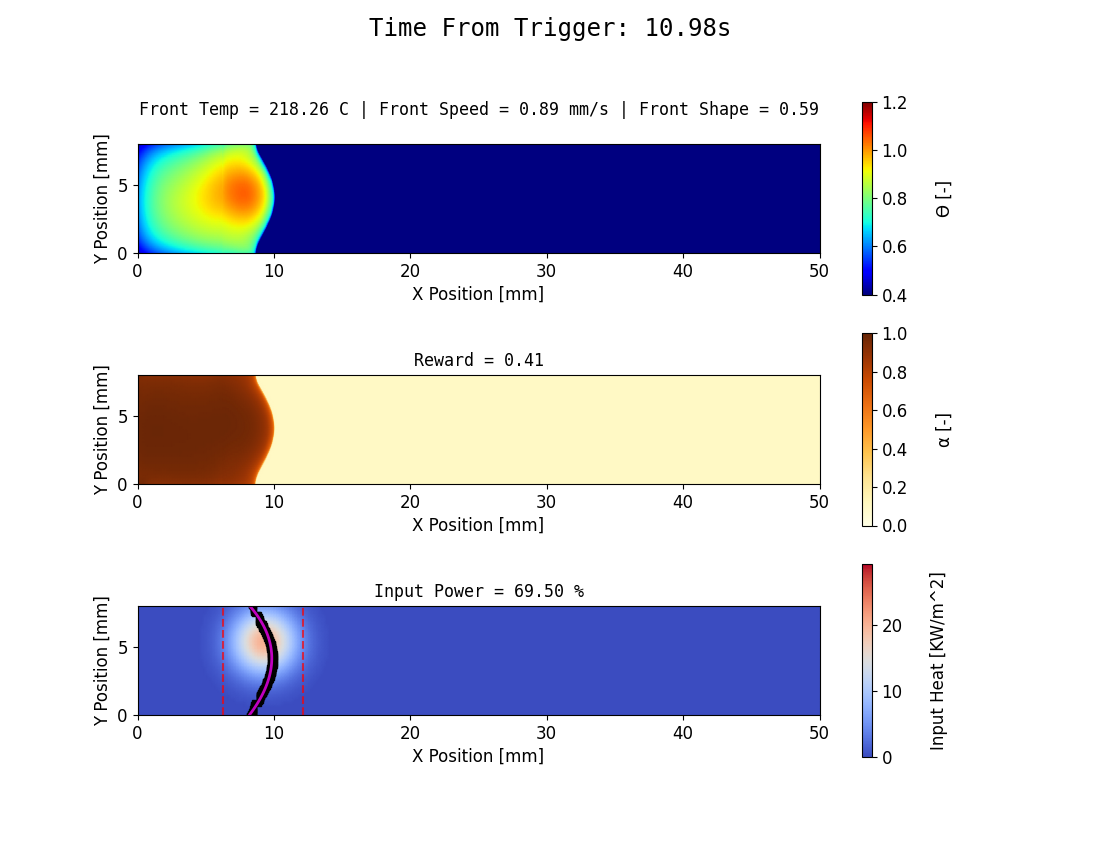 Time From Trigger: 10.98s
Front Temp = 218.26 C | Front Speed = 0.89 mm/s | Front Shape = 0.59
Y Position [mm]
5
0
0 10 20 30 40 50
X Position [mm]
1.2
1.0
0.8
0.6
0.4
Θ [-]
Reward = 0.41
Y Position [mm]
5
0
0 10 20 30 40 50
X Position [mm]
1.0
0.8
0.6
0.4
0.2
0.0
α [-]
Input Power = 69.50 %
Y Position [mm]
5
0
0 10 20 30 40 50
X Position [mm]
20
10
0
Input Heat [KW/m^2]